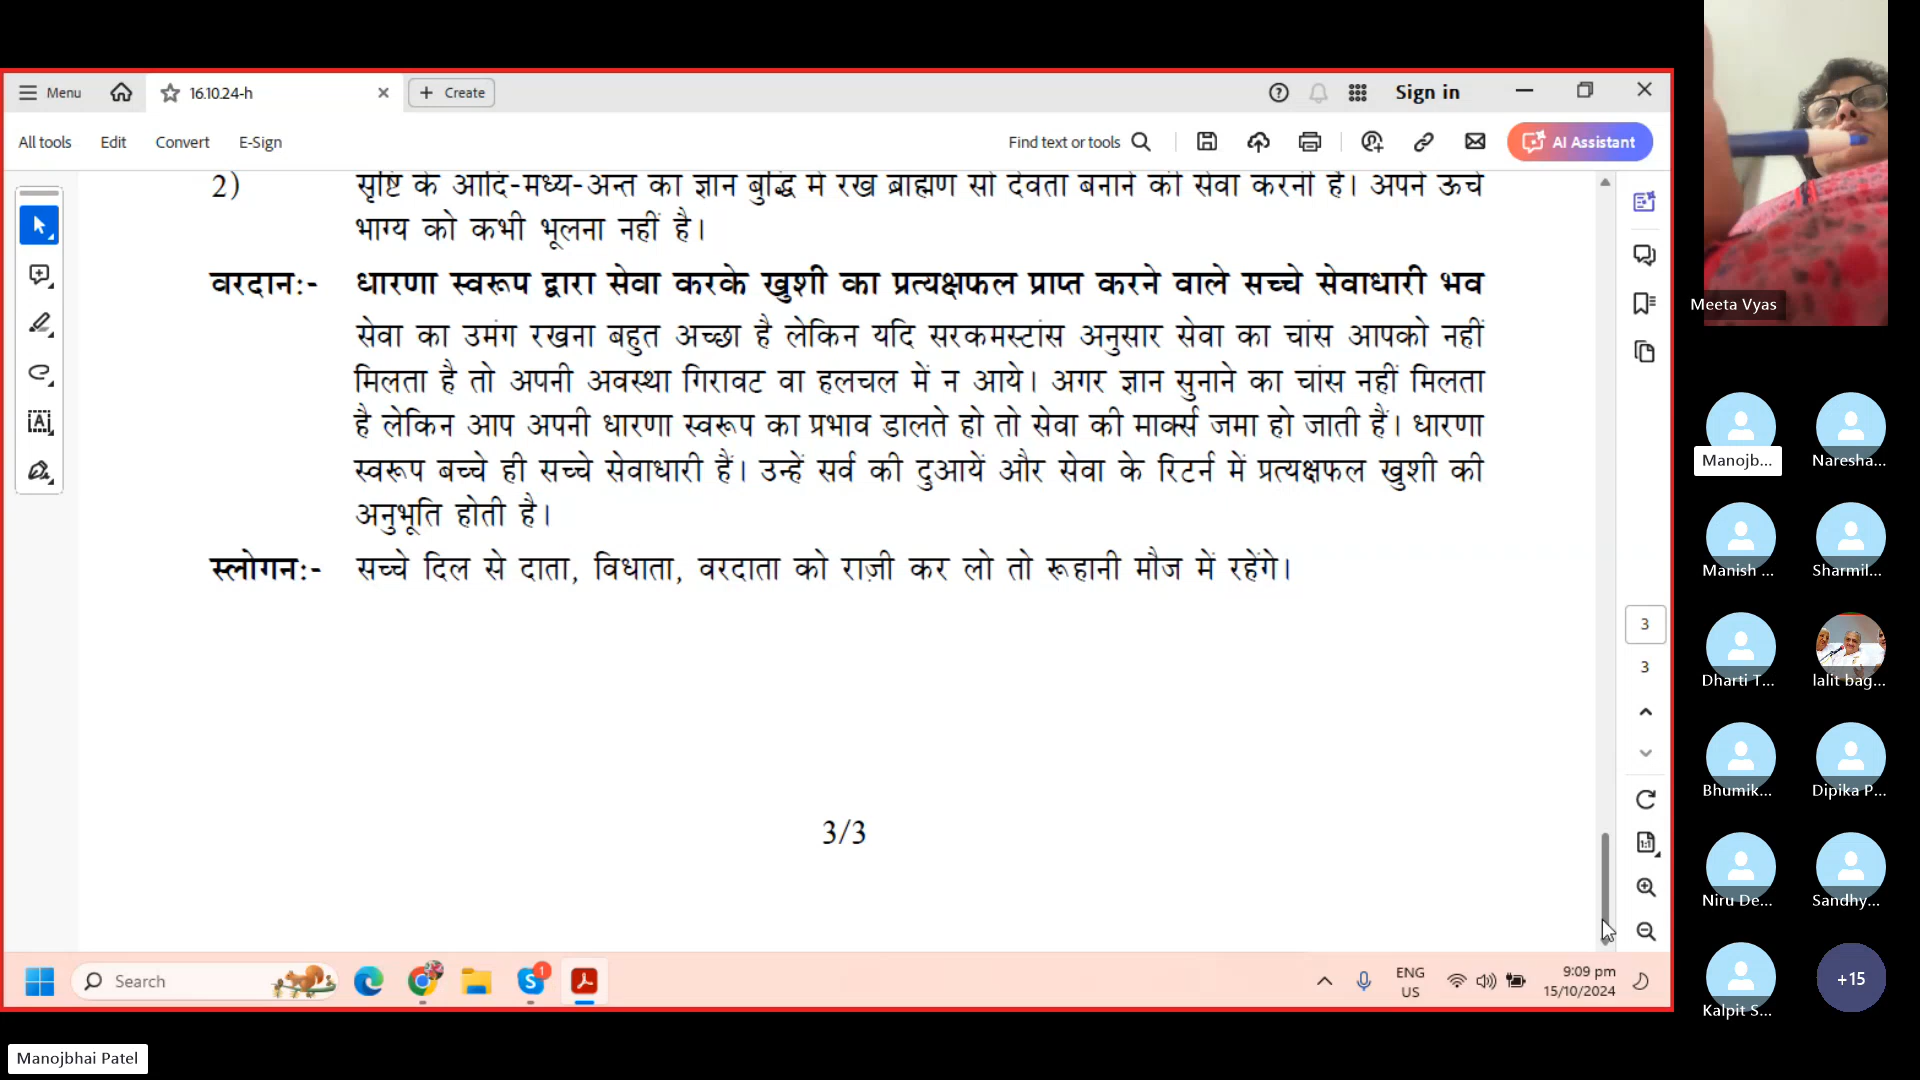 Menu
16.10.24-h
Create
Sign in
All tools
Edit
Convert
E-Sign
Find text or tools
AI Assistant
2) सृष्टि के आदि-मध्य-अन्त का ज्ञान बुद्धि में रख ब्राह्मण सो देवता बनाने की सेवा करनी है। अपने ऊंचे
भाग्य को कभी भूलना नहीं है।
वरदान:- धारणा स्वरूप द्वारा सेवा करके खुशी का प्रत्यक्षफल प्राप्त करने वाले सच्चे सेवाधारी भव
सेवा का उमंग रखना बहुत अच्छा है लेकिन यदि सरकमस्टांस अनुसार सेवा का चांस आपको नहीं
मिलता है तो अपनी अवस्था गिरावट वा हलचल में न आये। अगर ज्ञान सुनाने का चांस नहीं मिलता
है लेकिन आप अपनी धारणा स्वरूप का प्रभाव डालते हो तो सेवा की मार्क्स जमा हो जाती हैं। धारणा
स्वरूप बच्चे ही सच्चे सेवाधारी हैं। उन्हें सर्व की दुआयें और सेवा के रिटर्न में प्रत्यक्षफल खुशी की
अनुभूति होती है।
स्लोगन:- सच्चे दिल से दाता, विधाता, वरदाता को राज़ी कर लो तो रूहानी मौज में रहेंगे।
3/3
3
3
Search
1
ENG
US
9:09 pm
15/10/2024
Manojbhai Patel
Meeta Vyas
Manojb...
Naresha...
Manish ...
Sharmil...
Dharti T...
lalit bag...
Bhumik...
Dipika P...
Niru De...
Sandhy...
Kalpit S...
+15